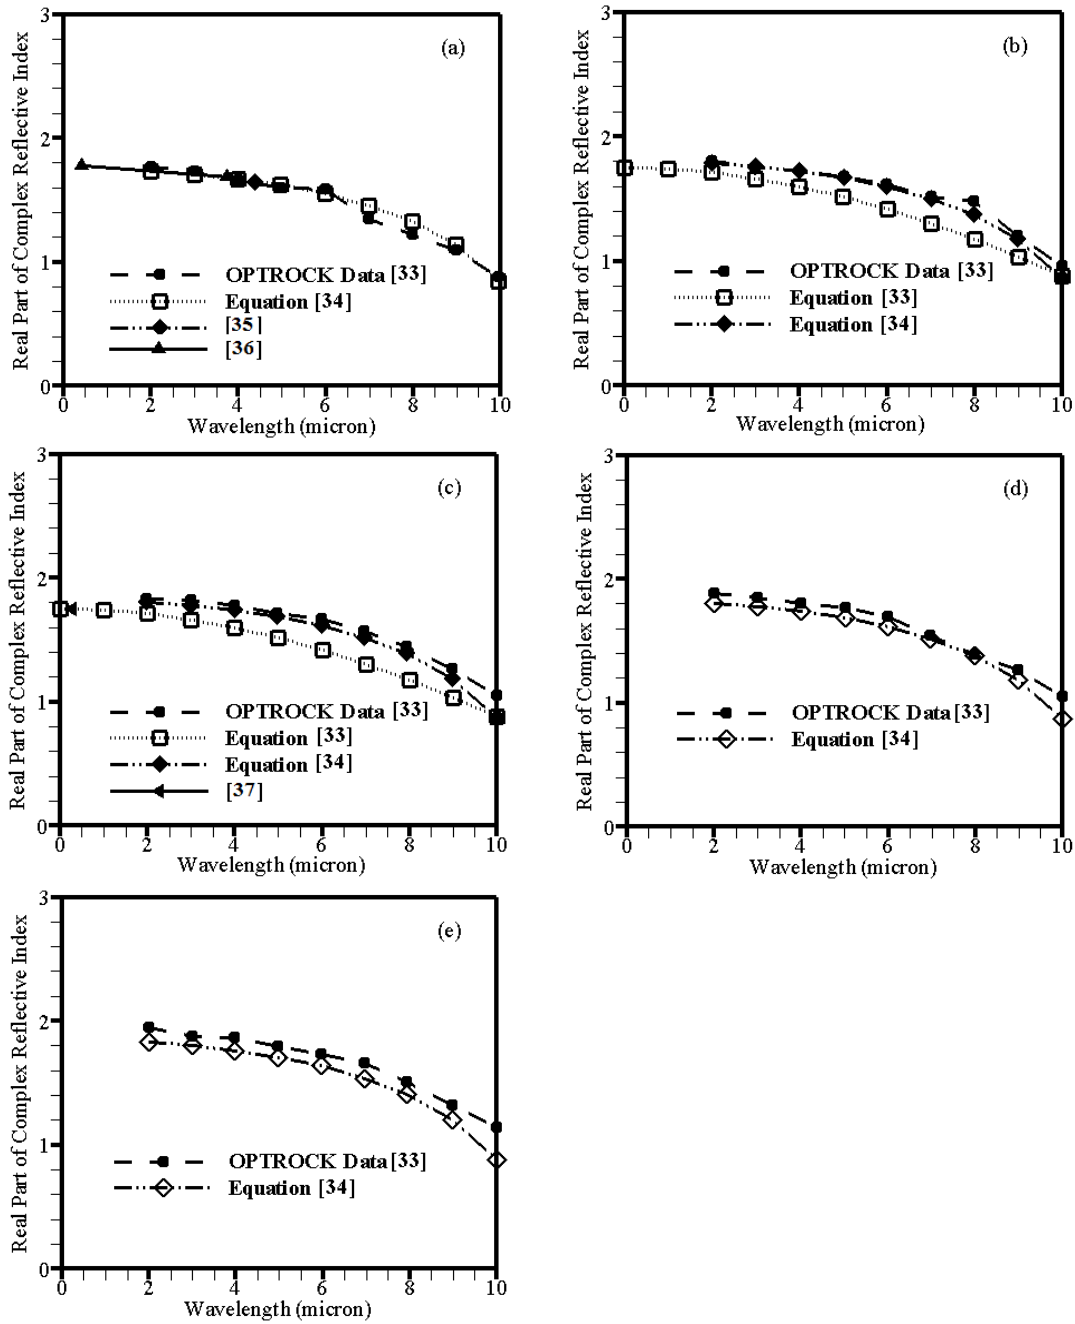 (a)
Real Part of Complex Reflective Index
3
2
1
0
OPTROCK Data [33]
Equation [34]
[35]
[36]
0 2 4 6 8 10
Wavelength (micron)
(b)
Real Part of Complex Reflective Index
3
2
1
0
OPTROCK Data [33]
Equation [33]
Equation [34]
0 2 4 6 8 10
Wavelength (micron)
(c)
Real Part of Complex Reflective Index
3
2
1
0
OPTROCK Data [33]
Equation [33]
Equation [34]
[37]
0 2 4 6 8 10
Wavelength (micron)
(d)
Real Part of Complex Reflective Index
3
2
1
0
OPTROCK Data [33]
Equation [34]
0 2 4 6 8 10
Wavelength (micron)
(e)
Real Part of Complex Reflective Index
3
2
1
0
OPTROCK Data [33]
Equation [34]
0 2 4 6 8 10
Wavelength (micron)